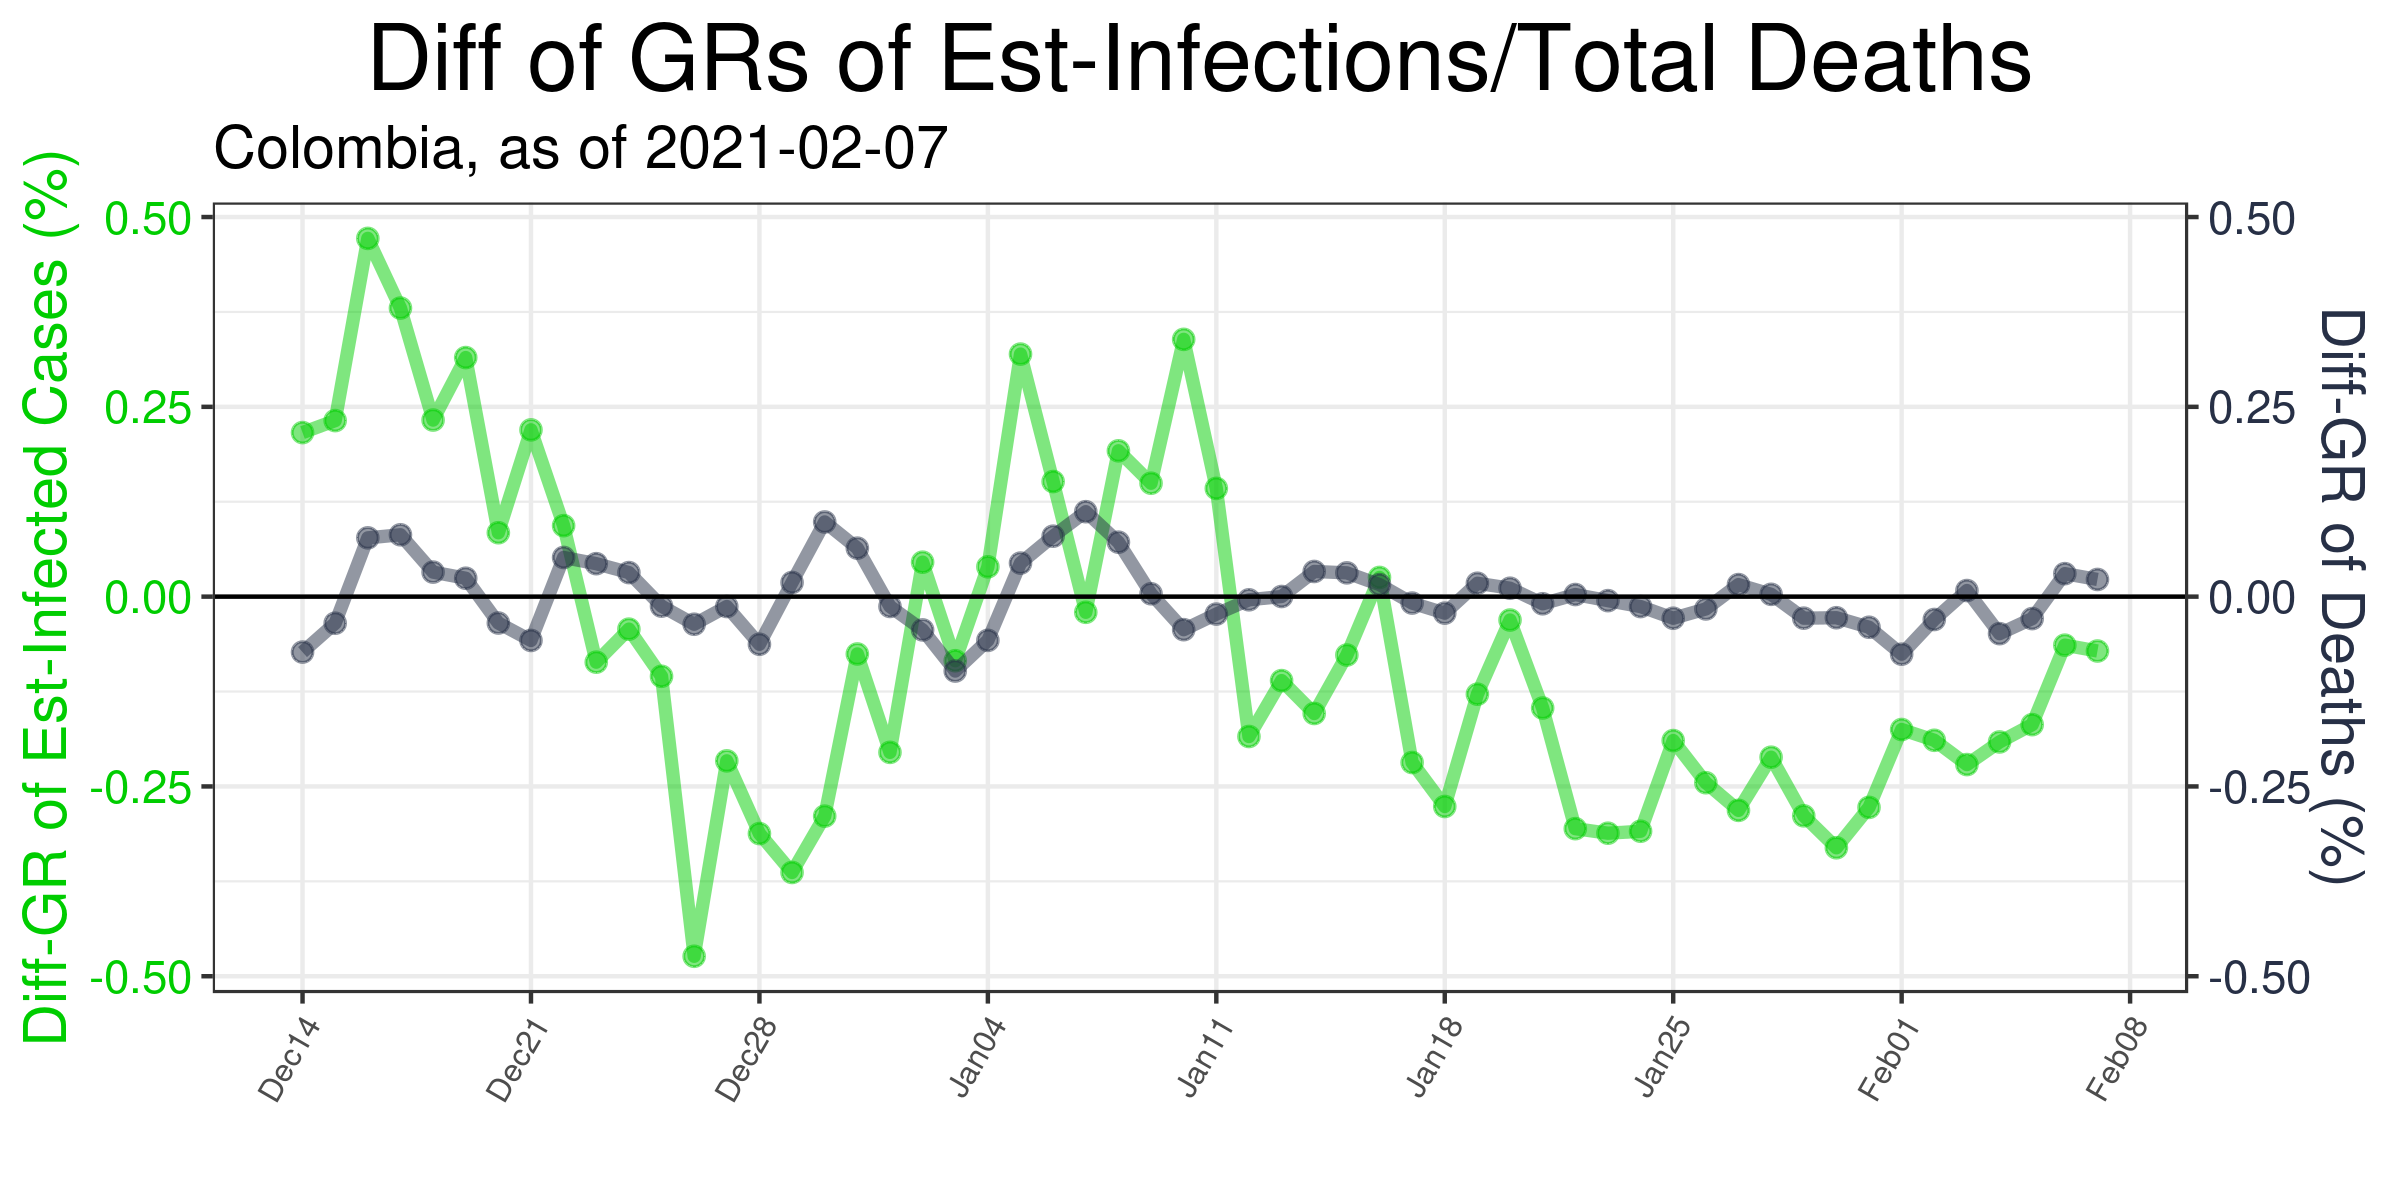 Diff of GRs of Est-Infections/Total Deaths
Colombia, as of 2021-02-07
Diff-GR of Est-Infected Cases (%)
0.50
0.25
0.00
-0.25
-0.50
0.50
0.25
0.00
-0.25
-0.50
Diff-GR of Deaths (%)
Dec14
Dec21
Dec28
Jan04
Jan11
Jan18
Jan25
Feb01
Feb08